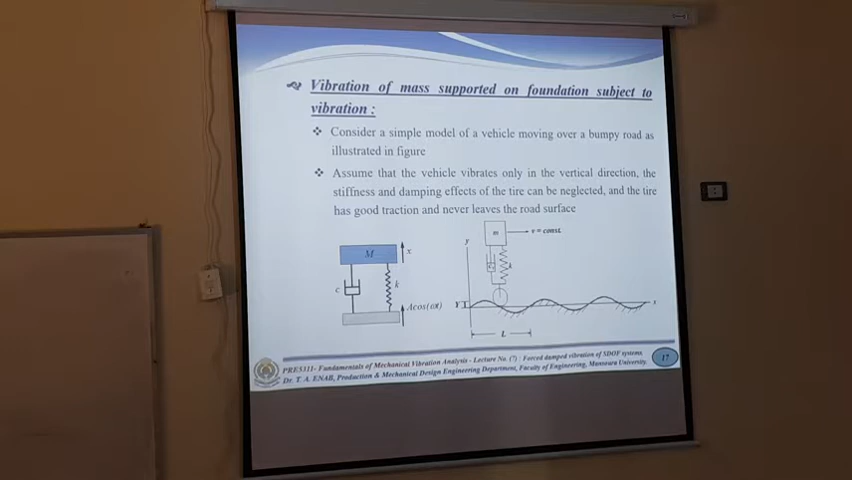 Vibration of mass supported on foundation subject to
vibration :
Consider a simple model of a vehicle moving over a bumpy road as
illustrated in figure
Assume that the vehicle vibrates only in the vertical direction, the
stiffness and damping effects of the tire can be neglected, and the tire
has good traction and never leaves the road surface
M
x
c
k
Acos(ωt)
y
m
v = const.
Y
x
L
PRE5311- Fundamentals of Mechanical Vibration Analysis - Lecture No. (7) : Forced damped vibration of SDOF systems.
Dr. T. A. ENAB, Production & Mechanical Design Engineering Department, Faculty of Engineering, Mansoura University.
17